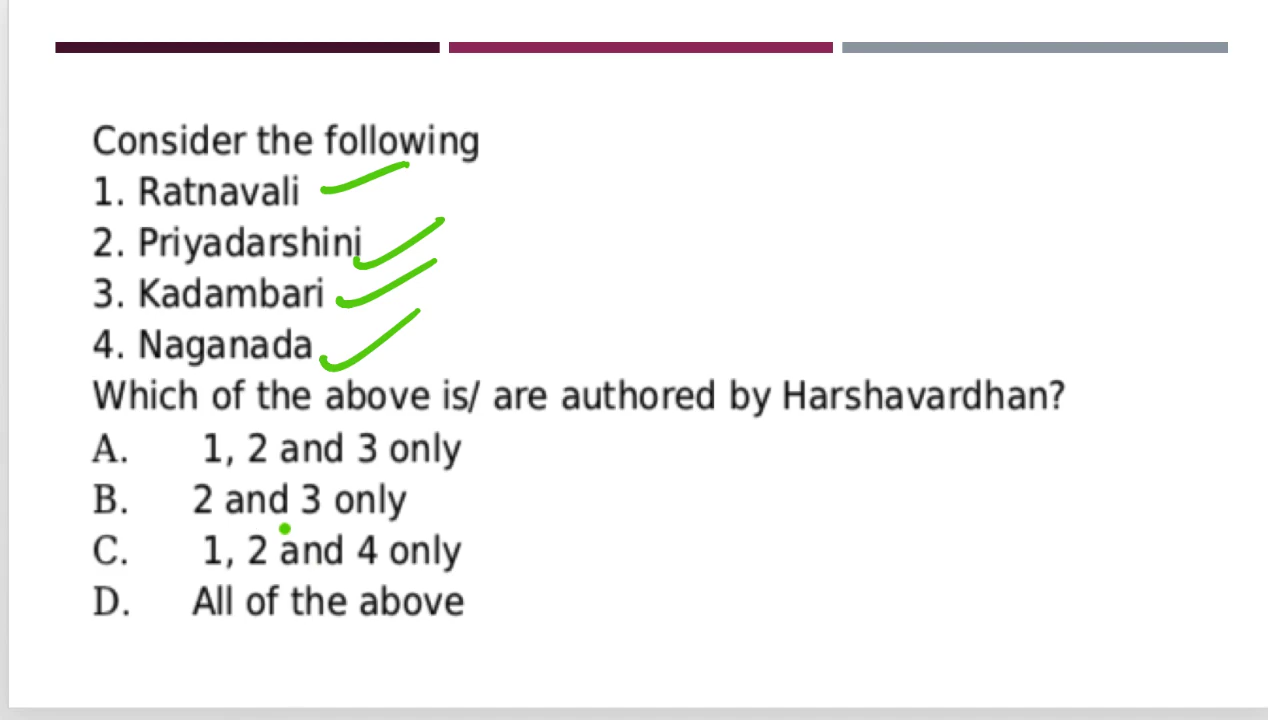 Consider the following
1. Ratnavali
2. Priyadarshini
3. Kadambari
4. Naganada
Which of the above is/ are authored by Harshavardhan?
A. 1, 2 and 3 only
B. 2 and 3 only
C. 1, 2 and 4 only
D. All of the above